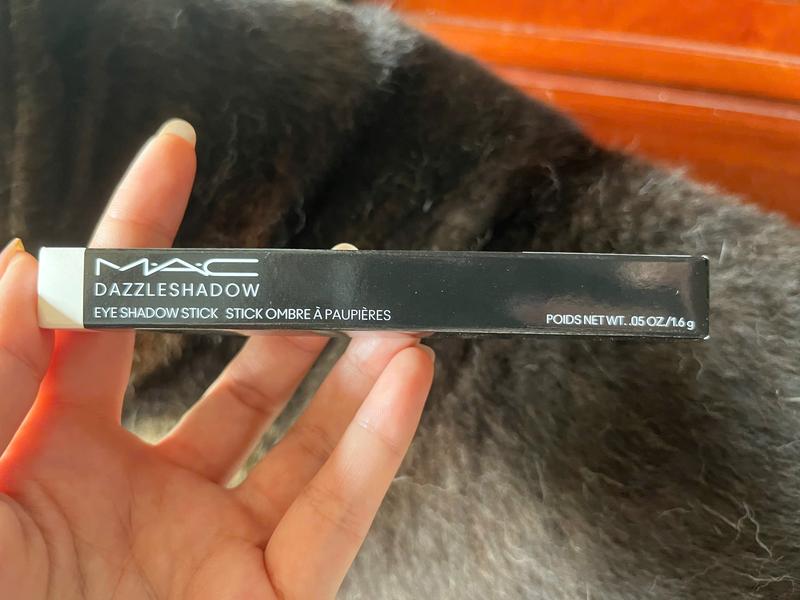 M·A·C
DAZZLESHADOW
EYE SHADOW STICK STICK OMBRE À PAUPIÈRES
POIDS NET WT. .05 OZ./1.6 g